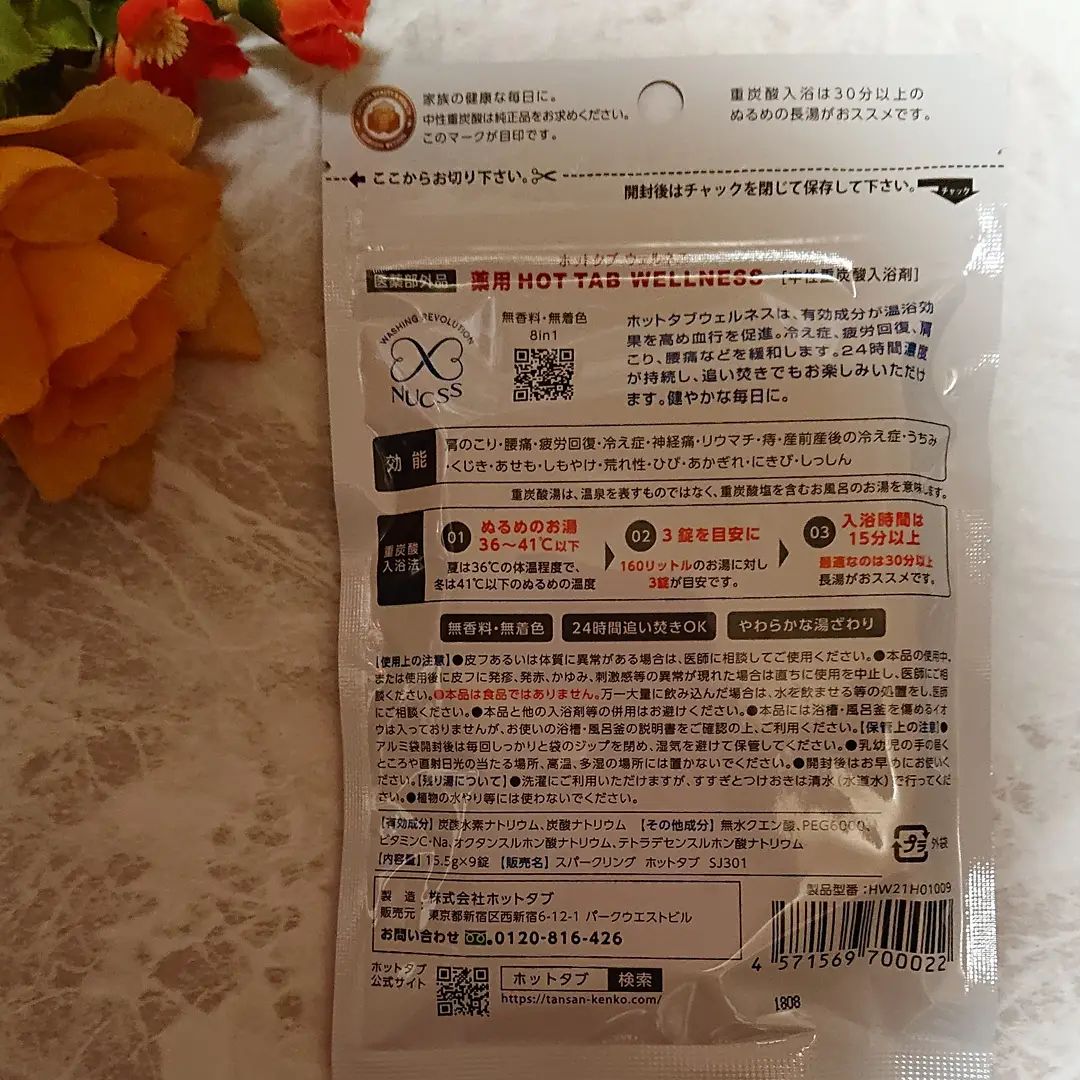 家族の健康な毎日に。
中性重炭酸は純正品をお求めください。
このマークが目印です。
重炭酸入浴は30分以上の
ぬるめの長湯がおススメです。
ここからお切り下さい。
開封後はチャックを閉じて保存して下さい。
チャック
ホットタブウェルネス
医薬部外品 薬用 HOT TAB WELLNESS [中性重炭酸入浴剤]
WASHING REVOLUTION
NUCSS
無香料・無着色
8in1
ホットタブウェルネスは、有効成分が温浴効
果を高め血行を促進。冷え症、疲労回復、肩
こり、腰痛などを緩和します。24時間濃度
が持続し、追い焚きでもお楽しみいただけ
ます。健やかな毎日に。
効能
肩のこり・腰痛・疲労回復・冷え症・神経痛・リウマチ・痔・産前産後の冷え症・うちみ
・くじき・あせも・しもやけ・荒れ性・ひび・あかぎれ・にきび・しっしん
重炭酸湯は、温泉を表すものではなく、重炭酸塩を含むお風呂のお湯を意味します。
重炭酸
入浴法
01 ぬるめのお湯
36～41℃以下
夏は36℃の体温程度で、
冬は41℃以下のぬるめの温度
02 3錠を目安に
160リットルのお湯に対し
3錠が目安です。
03 入浴時間は
15分以上
最適なのは30分以上
長湯がおススメです。
無香料・無着色 24時間追い焚きOK やわらかな湯ざわり
【使用上の注意】●皮フあるいは体質に異常がある場合は、医師に相談してご使用ください。●本品の使用中、
または使用後に皮フに発疹、発赤、かゆみ、刺激感等の異常が現れた場合は直ちに使用を中止し、医師にご相
談ください。●本品は食品ではありません。万一大量に飲み込んだ場合は、水を飲ませる等の処置をし、医師
にご相談ください。●本品と他の入浴剤等の併用はお避けください。●本品には浴槽・風呂釜を傷めるイオ
ウは入っておりませんが、お使いの浴槽・風呂釜の説明書をご確認の上、ご利用ください。【保管上の注意】●
アルミ袋開封後は毎回しっかりと袋のジップを閉め、湿気を避けて保管してください。●乳幼児の手の届く
ところや直射日光の当たる場所、高温、多湿の場所には置かないでください。●開封後はお早めにお使いく
ださい。【残り湯について】●洗濯にご利用いただけますが、すすぎとつけおきは清水(水道水)で行ってくだ
さい。●植物の水やり等には使わないでください。
【有効成分】炭酸水素ナトリウム、炭酸ナトリウム 【その他成分】無水クエン酸、PEG6000、
ビタミンC・Na、オクタンスルホン酸ナトリウム、テトラデセンスルホン酸ナトリウム
【内容量】15.5g×9錠 【販売名】スパークリング ホットタブ SJ301
プラ 外袋
製造
販売元
株式会社ホットタブ
東京都新宿区西新宿6-12-1 パークウエストビル
お問い合わせ 0120-816-426
製品型番:HW21H01009
4 571569 700022
ホットタブ
公式サイト
ホットタブ 検索
https://tansan-kenko.com/
1808